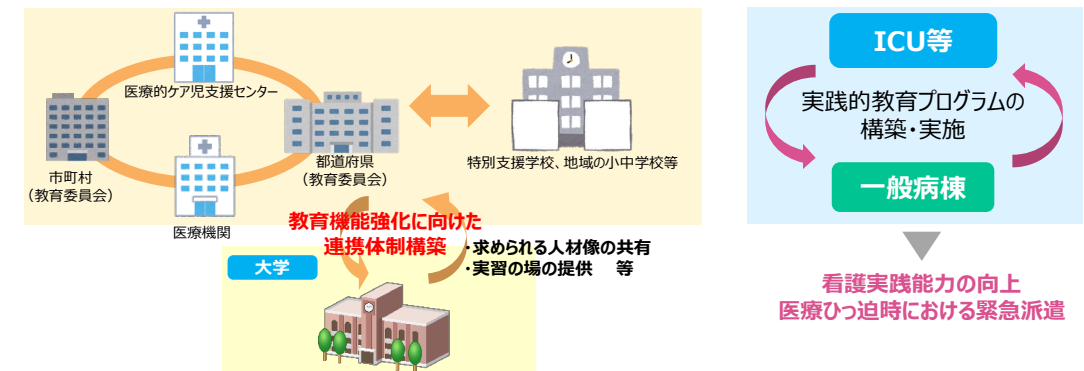 医療的ケア児支援センター
市町村
(教育委員会)
医療機関
都道府県
(教育委員会)
特別支援学校、地域の小中学校等
教育機能強化に向けた
連携体制構築
・求められる人材像の共有
・実習の場の提供　等
大学
ICU等
実践的教育プログラムの
構築・実施
一般病棟
看護実践能力の向上
医療ひっ迫時における緊急派遣